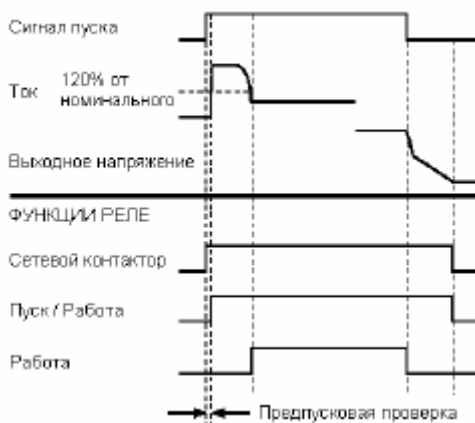 Сигнал пуска
Ток
120% от
номинального
Выходное напряжение
ФУНКЦИИ РЕЛЕ
Сетевой контактор
Пуск / Работа
Работа
Предпусковая проверка